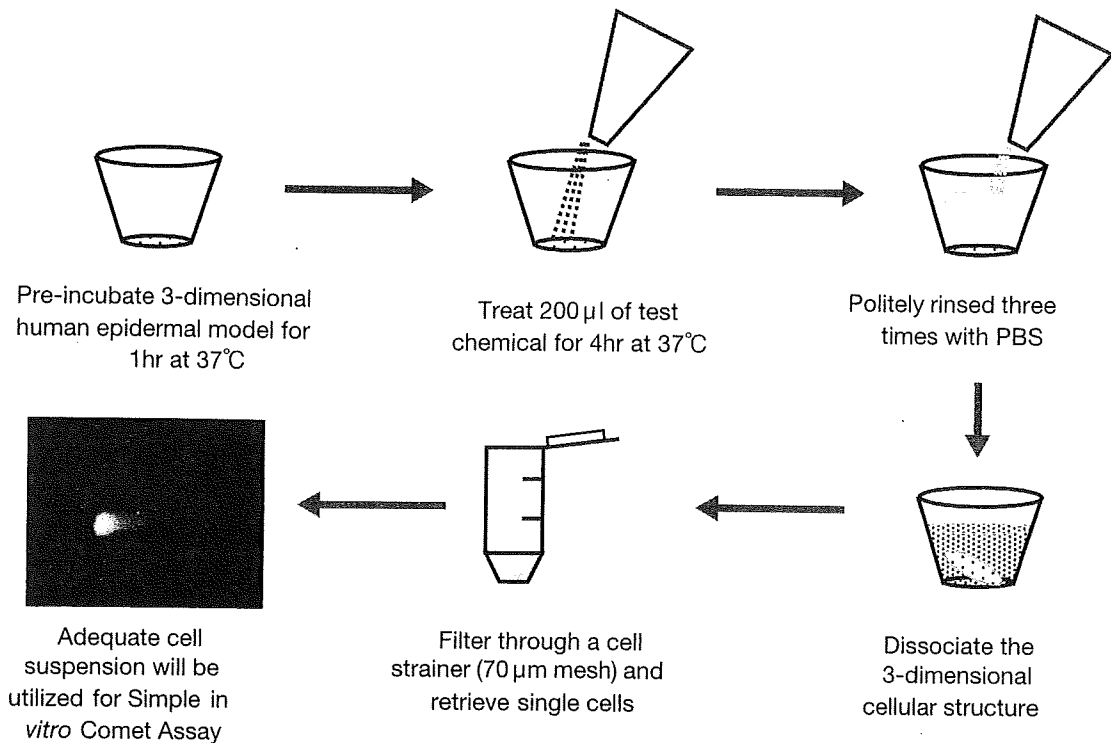 Pre-incubate 3-dimensional
human epidermal model for
1hr at 37℃
Treat 200 µl of test
chemical for 4hr at 37℃
Politely rinsed three
times with PBS
Dissociate the
3-dimensional
cellular structure
Filter through a cell
strainer (70 µm mesh) and
retrieve single cells
Adequate cell
suspension will be
utilized for Simple in
vitro Comet Assay